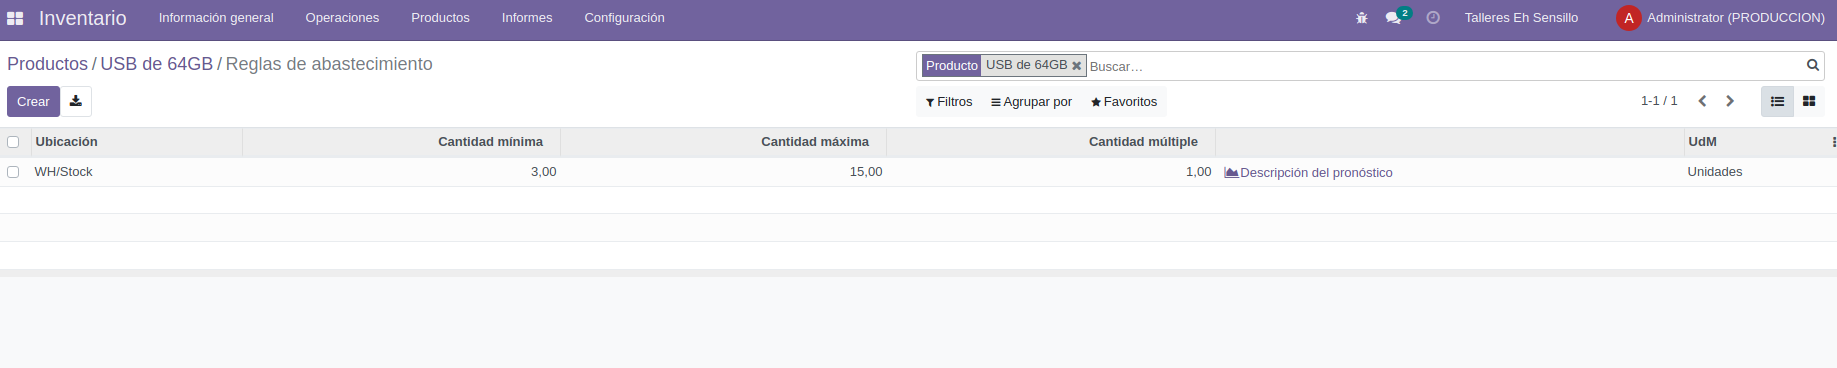 Inventario Información general Operaciones Productos Informes Configuración 2 Talleres Eh Sensillo A Administrator (PRODUCCION)
Productos / USB de 64GB / Reglas de abastecimiento Producto USB de 64GB Buscar…
Crear Filtros Agrupar por Favoritos 1-1 / 1
Ubicación Cantidad mínima Cantidad máxima Cantidad múltiple UdM
WH/Stock 3,00 15,00 1,00 Descripción del pronóstico Unidades